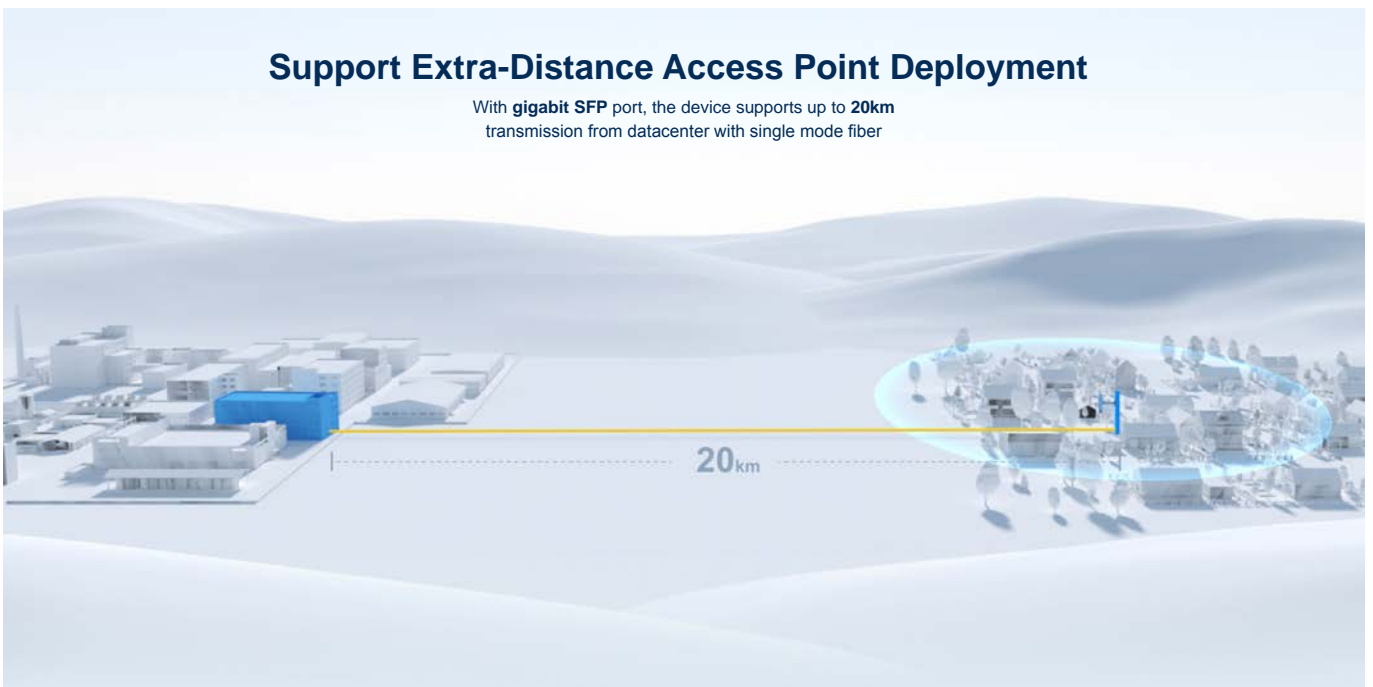 Support Extra-Distance Access Point Deployment
With gigabit SFP port, the device supports up to 20km
transmission from datacenter with single mode fiber
20km